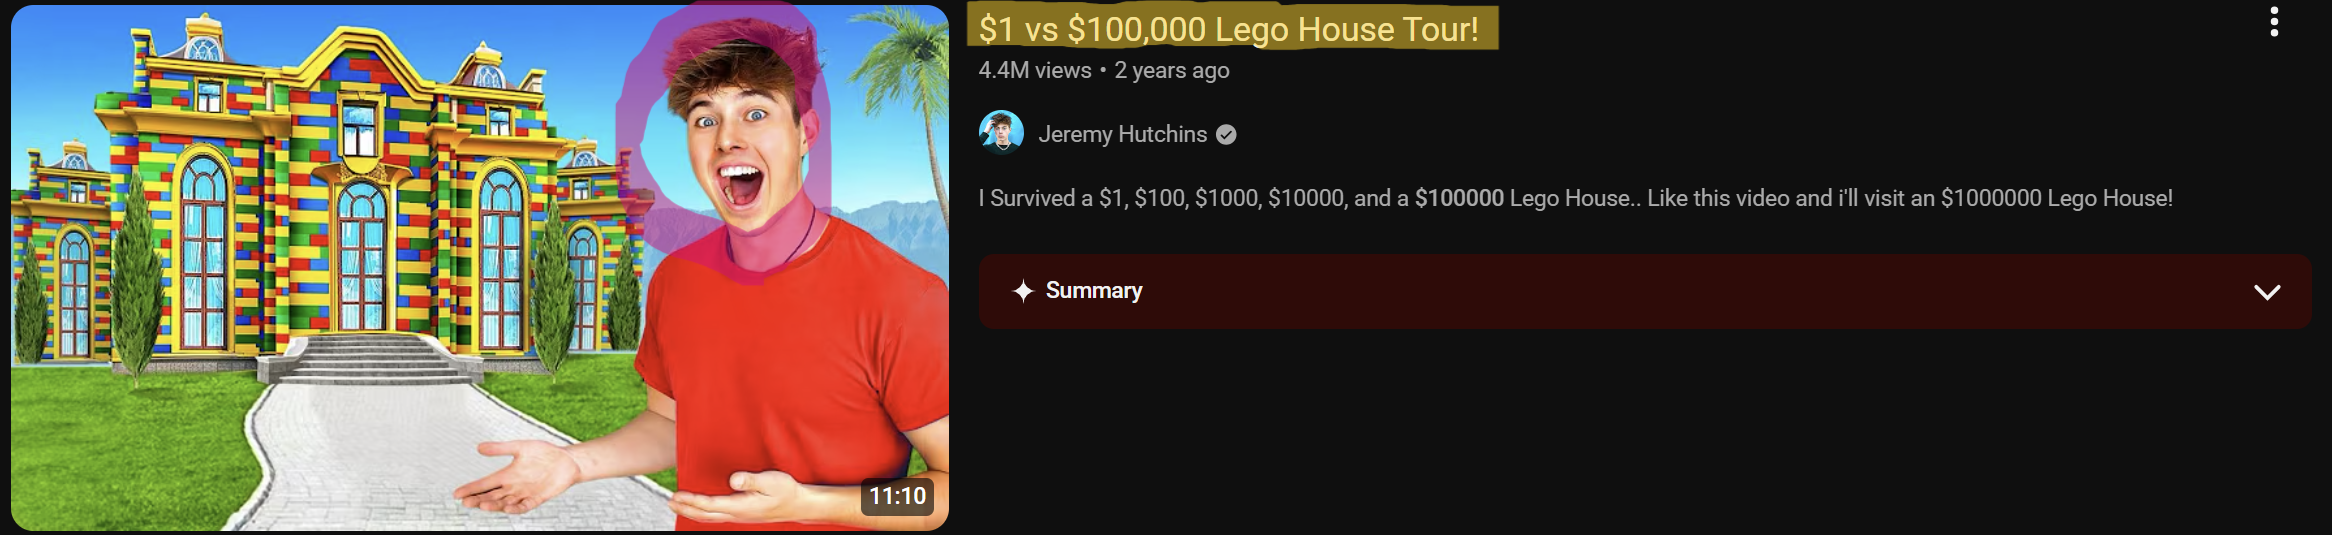 $1 vs $100,000 Lego House Tour!
4.4M views • 2 years ago
Jeremy Hutchins
I Survived a $1, $100, $1000, $10000, and a $100000 Lego House.. Like this video and i'll visit an $1000000 Lego House!
Summary
11:10